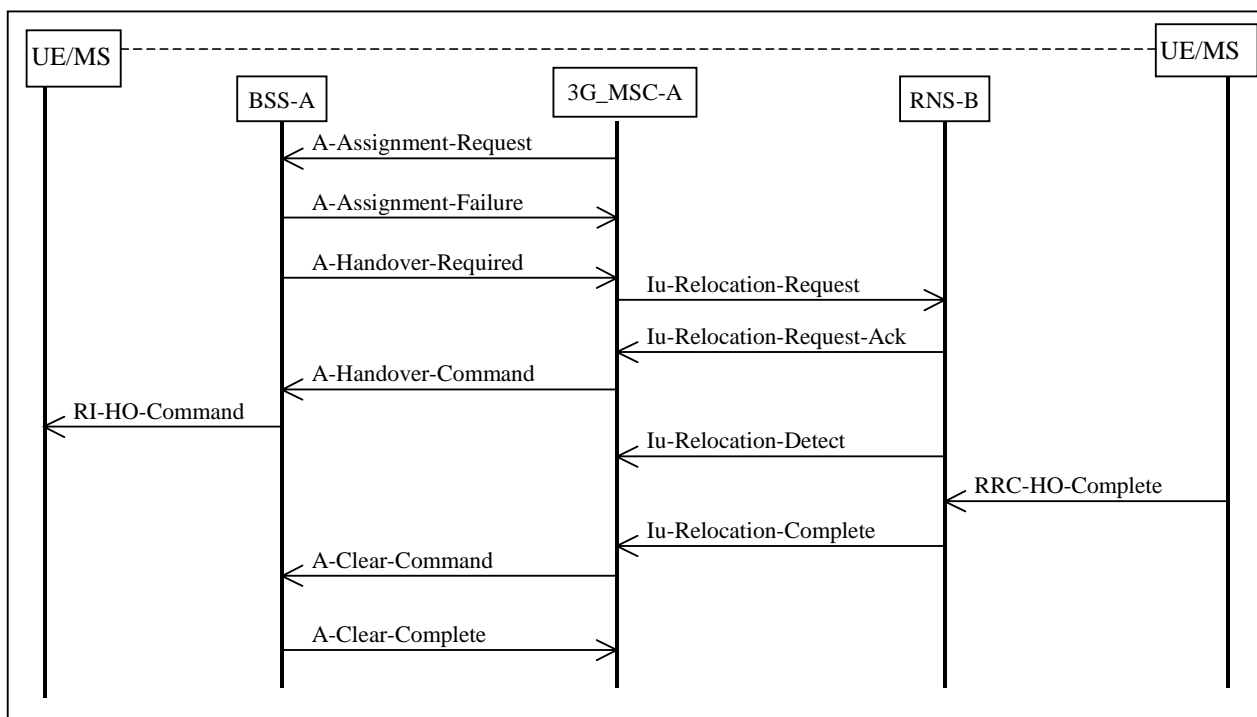 UE/MS
UE/MS
BSS-A
3G_MSC-A
RNS-B
A-Assignment-Request
A-Assignment-Failure
A-Handover-Required
Iu-Relocation-Request
Iu-Relocation-Request-Ack
A-Handover-Command
RI-HO-Command
Iu-Relocation-Detect
RRC-HO-Complete
Iu-Relocation-Complete
A-Clear-Command
A-Clear-Complete